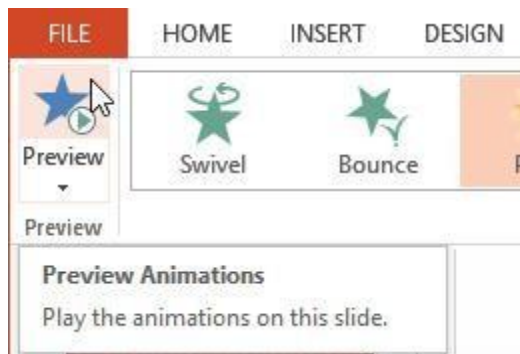 FILE HOME INSERT DESIGN
Preview Swivel Bounce
Preview
Preview Animations
Play the animations on this slide.